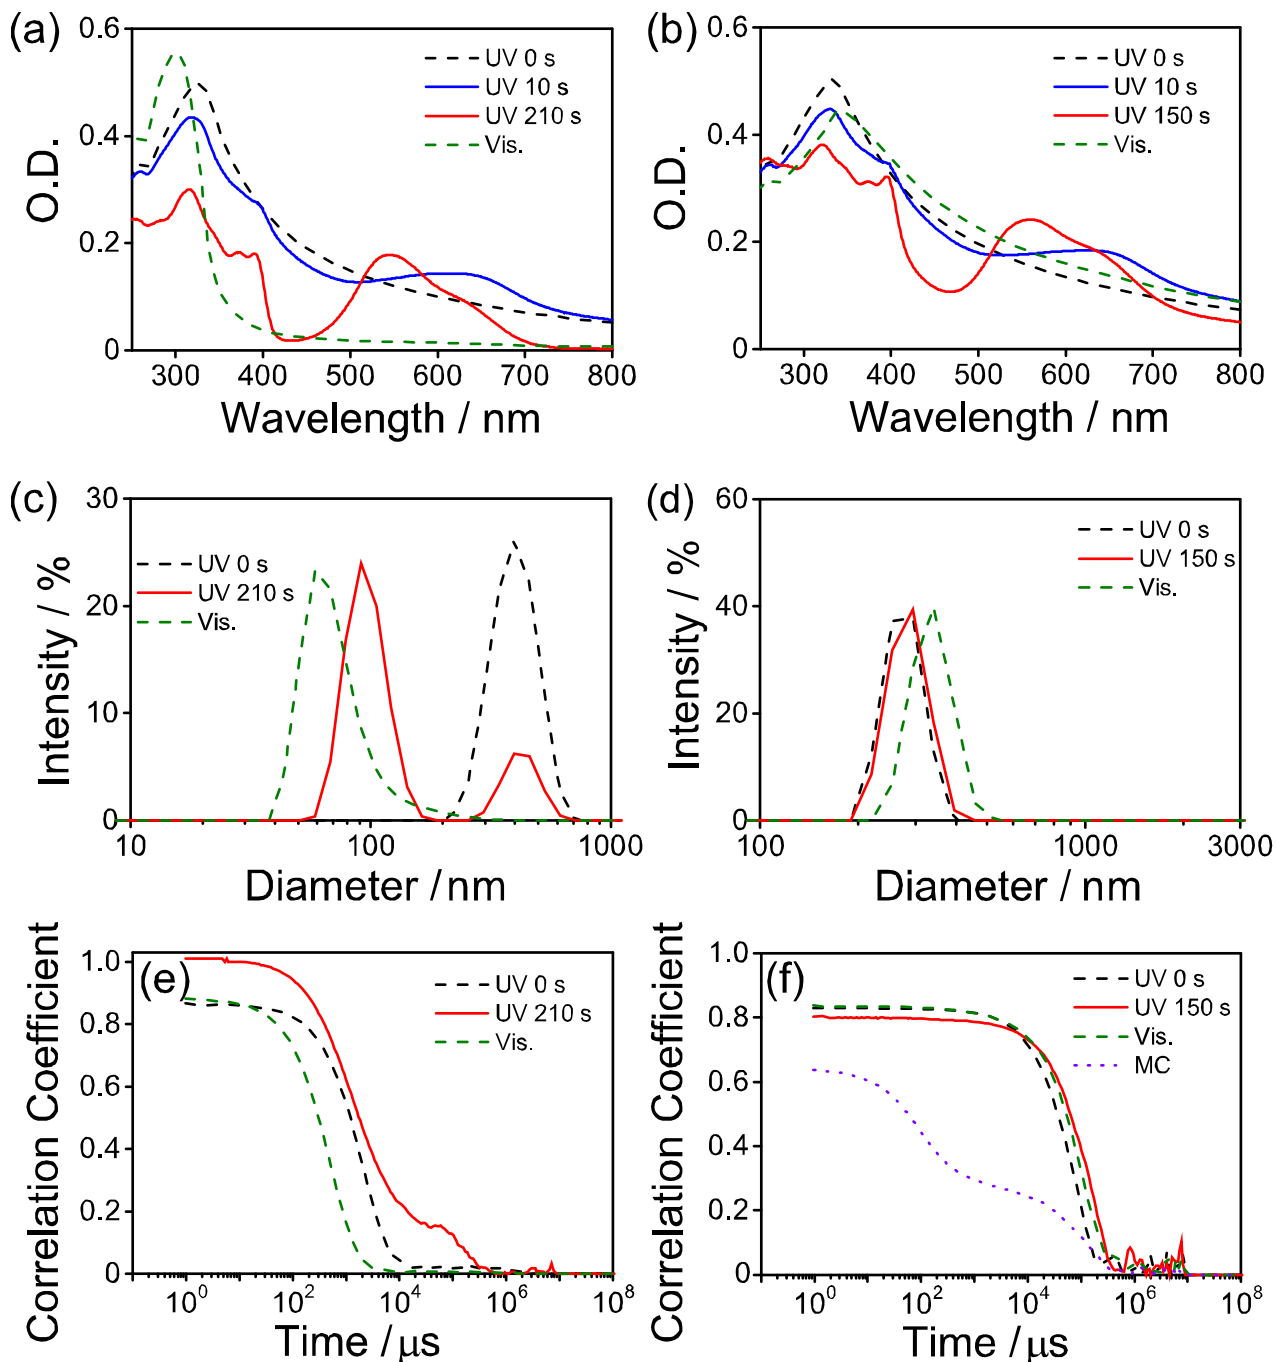 (a)
0.6
0.4
0.2
0
O.D.
UV 0 s
UV 10 s
UV 210 s
Vis.
300 400 500 600 700 800
Wavelength / nm
(b)
0.6
0.4
0.2
0
O.D.
UV 0 s
UV 10 s
UV 150 s
Vis.
300 400 500 600 700 800
Wavelength / nm
(c)
30
20
10
0
Intensity / %
UV 0 s
UV 210 s
Vis.
10 100 1000
Diameter / nm
(d)
60
40
20
0
Intensity / %
UV 0 s
UV 150 s
Vis.
100 1000 3000
Diameter / nm
(e)
1.0
0.8
0.6
0.4
0.2
0
Correlation Coefficient
UV 0 s
UV 210 s
Vis.
10⁰ 10² 10⁴ 10⁶ 10⁸
Time / μs
(f)
1.0
0.8
0.6
0.4
0.2
0
Correlation Coefficient
UV 0 s
UV 150 s
Vis.
MC
10⁰ 10² 10⁴ 10⁶ 10⁸
Time / μs